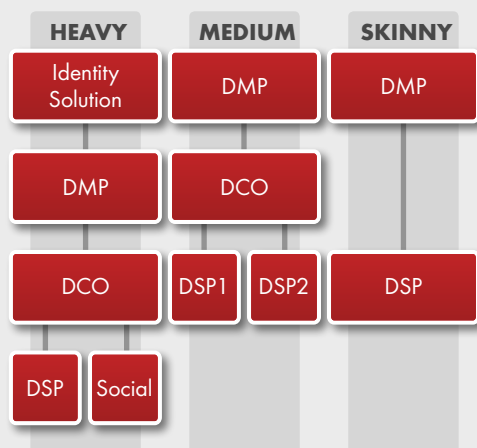 HEAVY
MEDIUM
SKINNY
Identity
Solution
DMP
DMP
DMP
DCO
DCO
DSP1
DSP2
DSP
DSP
Social